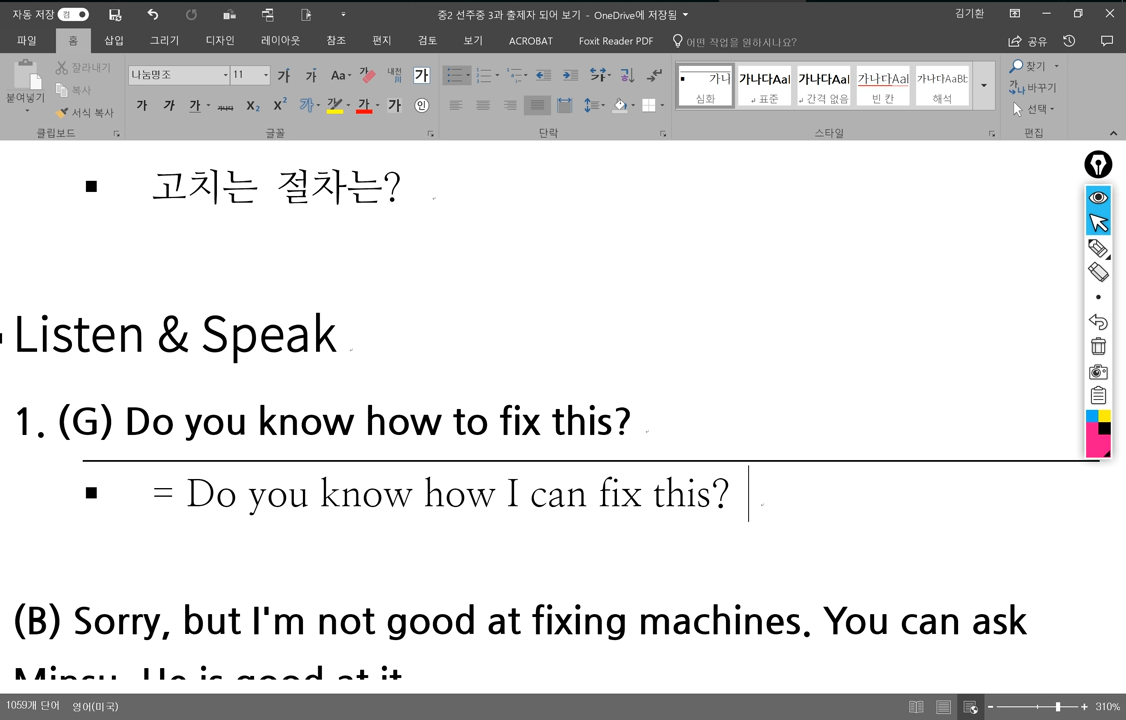 자동 저장 켬
중2 선주중 3과 출제자 되어 보기 - OneDrive에 저장됨
김기환
파일 홈 삽입 그리기 디자인 레이아웃 참조 편지 검토 보기 ACROBAT Foxit Reader PDF 어떤 작업을 원하시나요? 공유
붙여넣기 잘라내기 복사 서식 복사
나눔명조 11
가나 가나다AaI 가나다AaI 가나다AaI 가나다AaBb
심화 표준 간격 없음 빈 칸 해석
찾기 바꾸기 선택
클립보드 글꼴 단락 스타일 편집
▪ 고치는 절차는?
Listen & Speak
1. (G) Do you know how to fix this?
▪ = Do you know how I can fix this?
(B) Sorry, but I'm not good at fixing machines. You can ask
Minsu. He is good at it.
1059개 단어 영어(미국) 310%